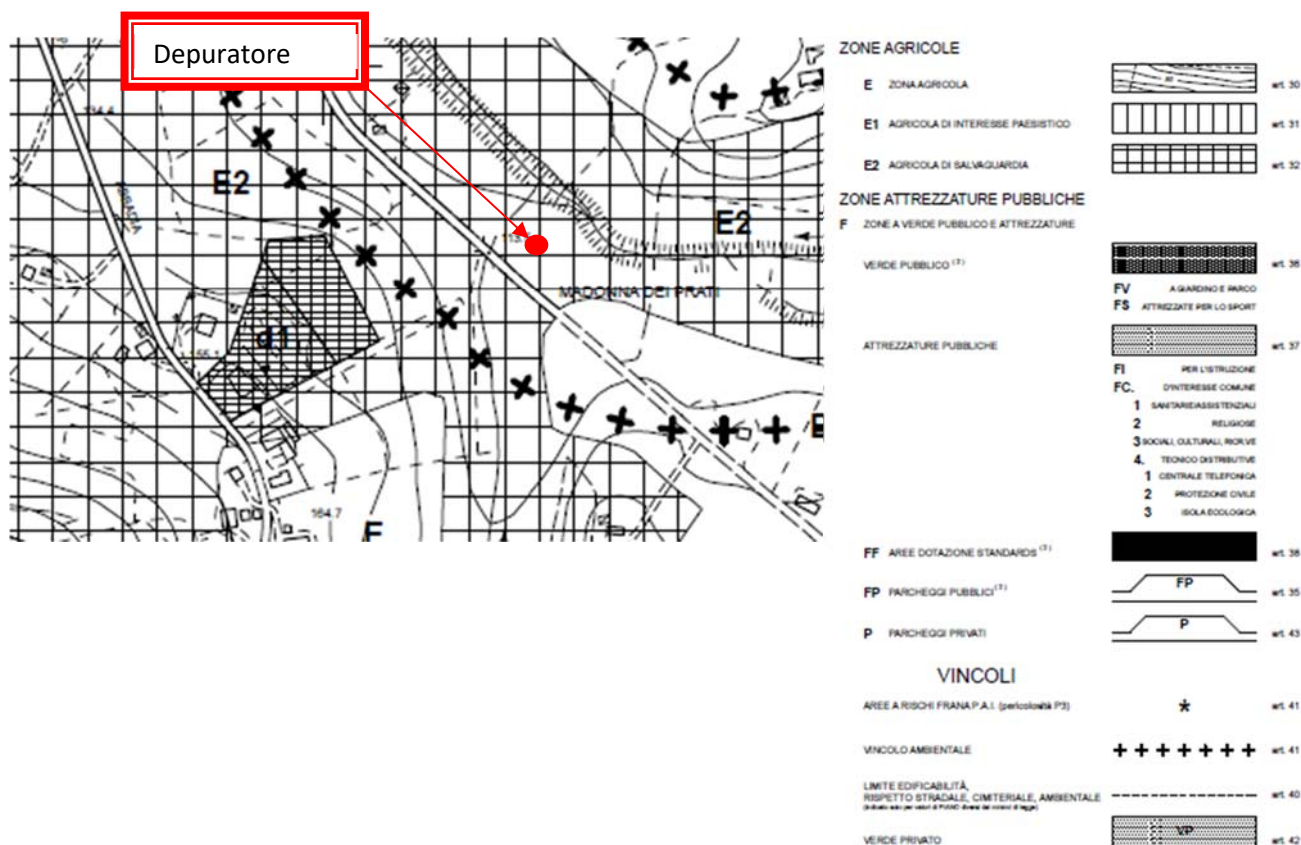 Depuratore
134.4
E2
ASSRADIA
E2
113.
MADONNA DEI PRATI
d1
155.1
164.7
E
ZONE AGRICOLE
E ZONA AGRICOLA art. 30
E1 AGRICOLA DI INTERESSE PAESISTICO art. 31
E2 AGRICOLA DI SALVAGUARDIA art. 32
ZONE ATTREZZATURE PUBBLICHE
F ZONE A VERDE PUBBLICO E ATTREZZATURE
VERDE PUBBLICO art. 36
FV A GIARDINO E PARCO
FS ATTREZZATE PER LO SPORT
ATTREZZATURE PUBBLICHE art. 37
FI PER L'ISTRUZIONE
FC. D'INTERESSE COMUNE
1 SANITARIE/ASSISTENZIALI
2 RELIGIOSE
3 SOCIALI, CULTURALI, RICR.VE
4. TECNICO DISTRIBUTIVE
1 CENTRALE TELEFONICA
2 PROTEZIONE CIVILE
3 ISOLA ECOLOGICA
FF AREE DOTAZIONE STANDARDS art. 38
FP PARCHEGGI PUBBLICI FP art. 35
P PARCHEGGI PRIVATI P art. 43
VINCOLI
AREE A RISCHI FRANA P.A.I. (pericolosità P3) * art. 41
VINCOLO AMBIENTALE art. 41
LIMITE EDIFICABILITÀ,
RISPETTO STRADALE, CIMITERIALE, AMBIENTALE art. 40
VERDE PRIVATO VP art. 42